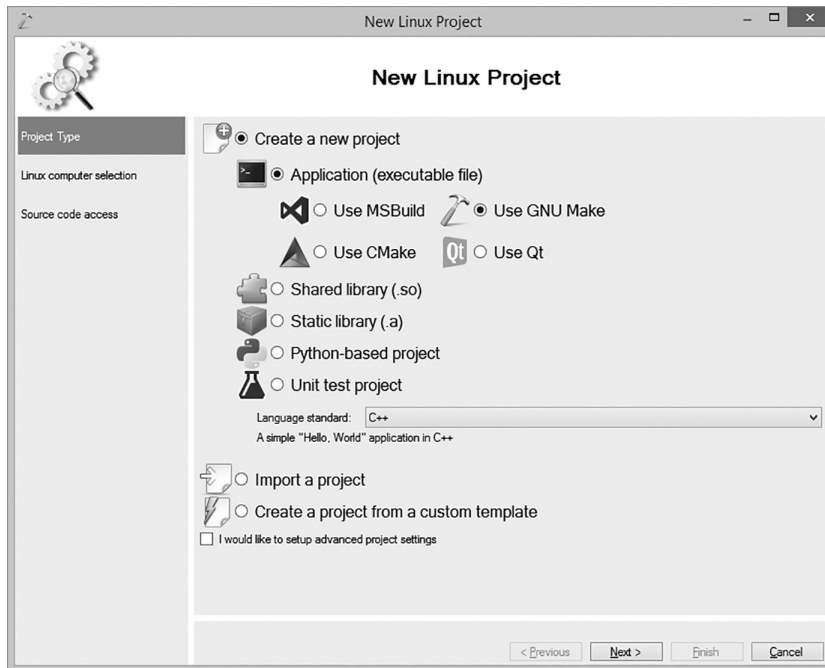 New Linux Project
New Linux Project
Project Type
Linux computer selection
Source code access
Create a new project
>_
Application (executable file)
Use MSBuild
Use GNU Make
Use CMake
Qt
Use Qt
Shared library (.so)
Static library (.a)
Python-based project
Unit test project
Language standard: C++
A simple "Hello, World" application in C++
Import a project
Create a project from a custom template
I would like to setup advanced project settings
< Previous Next > Finish Cancel